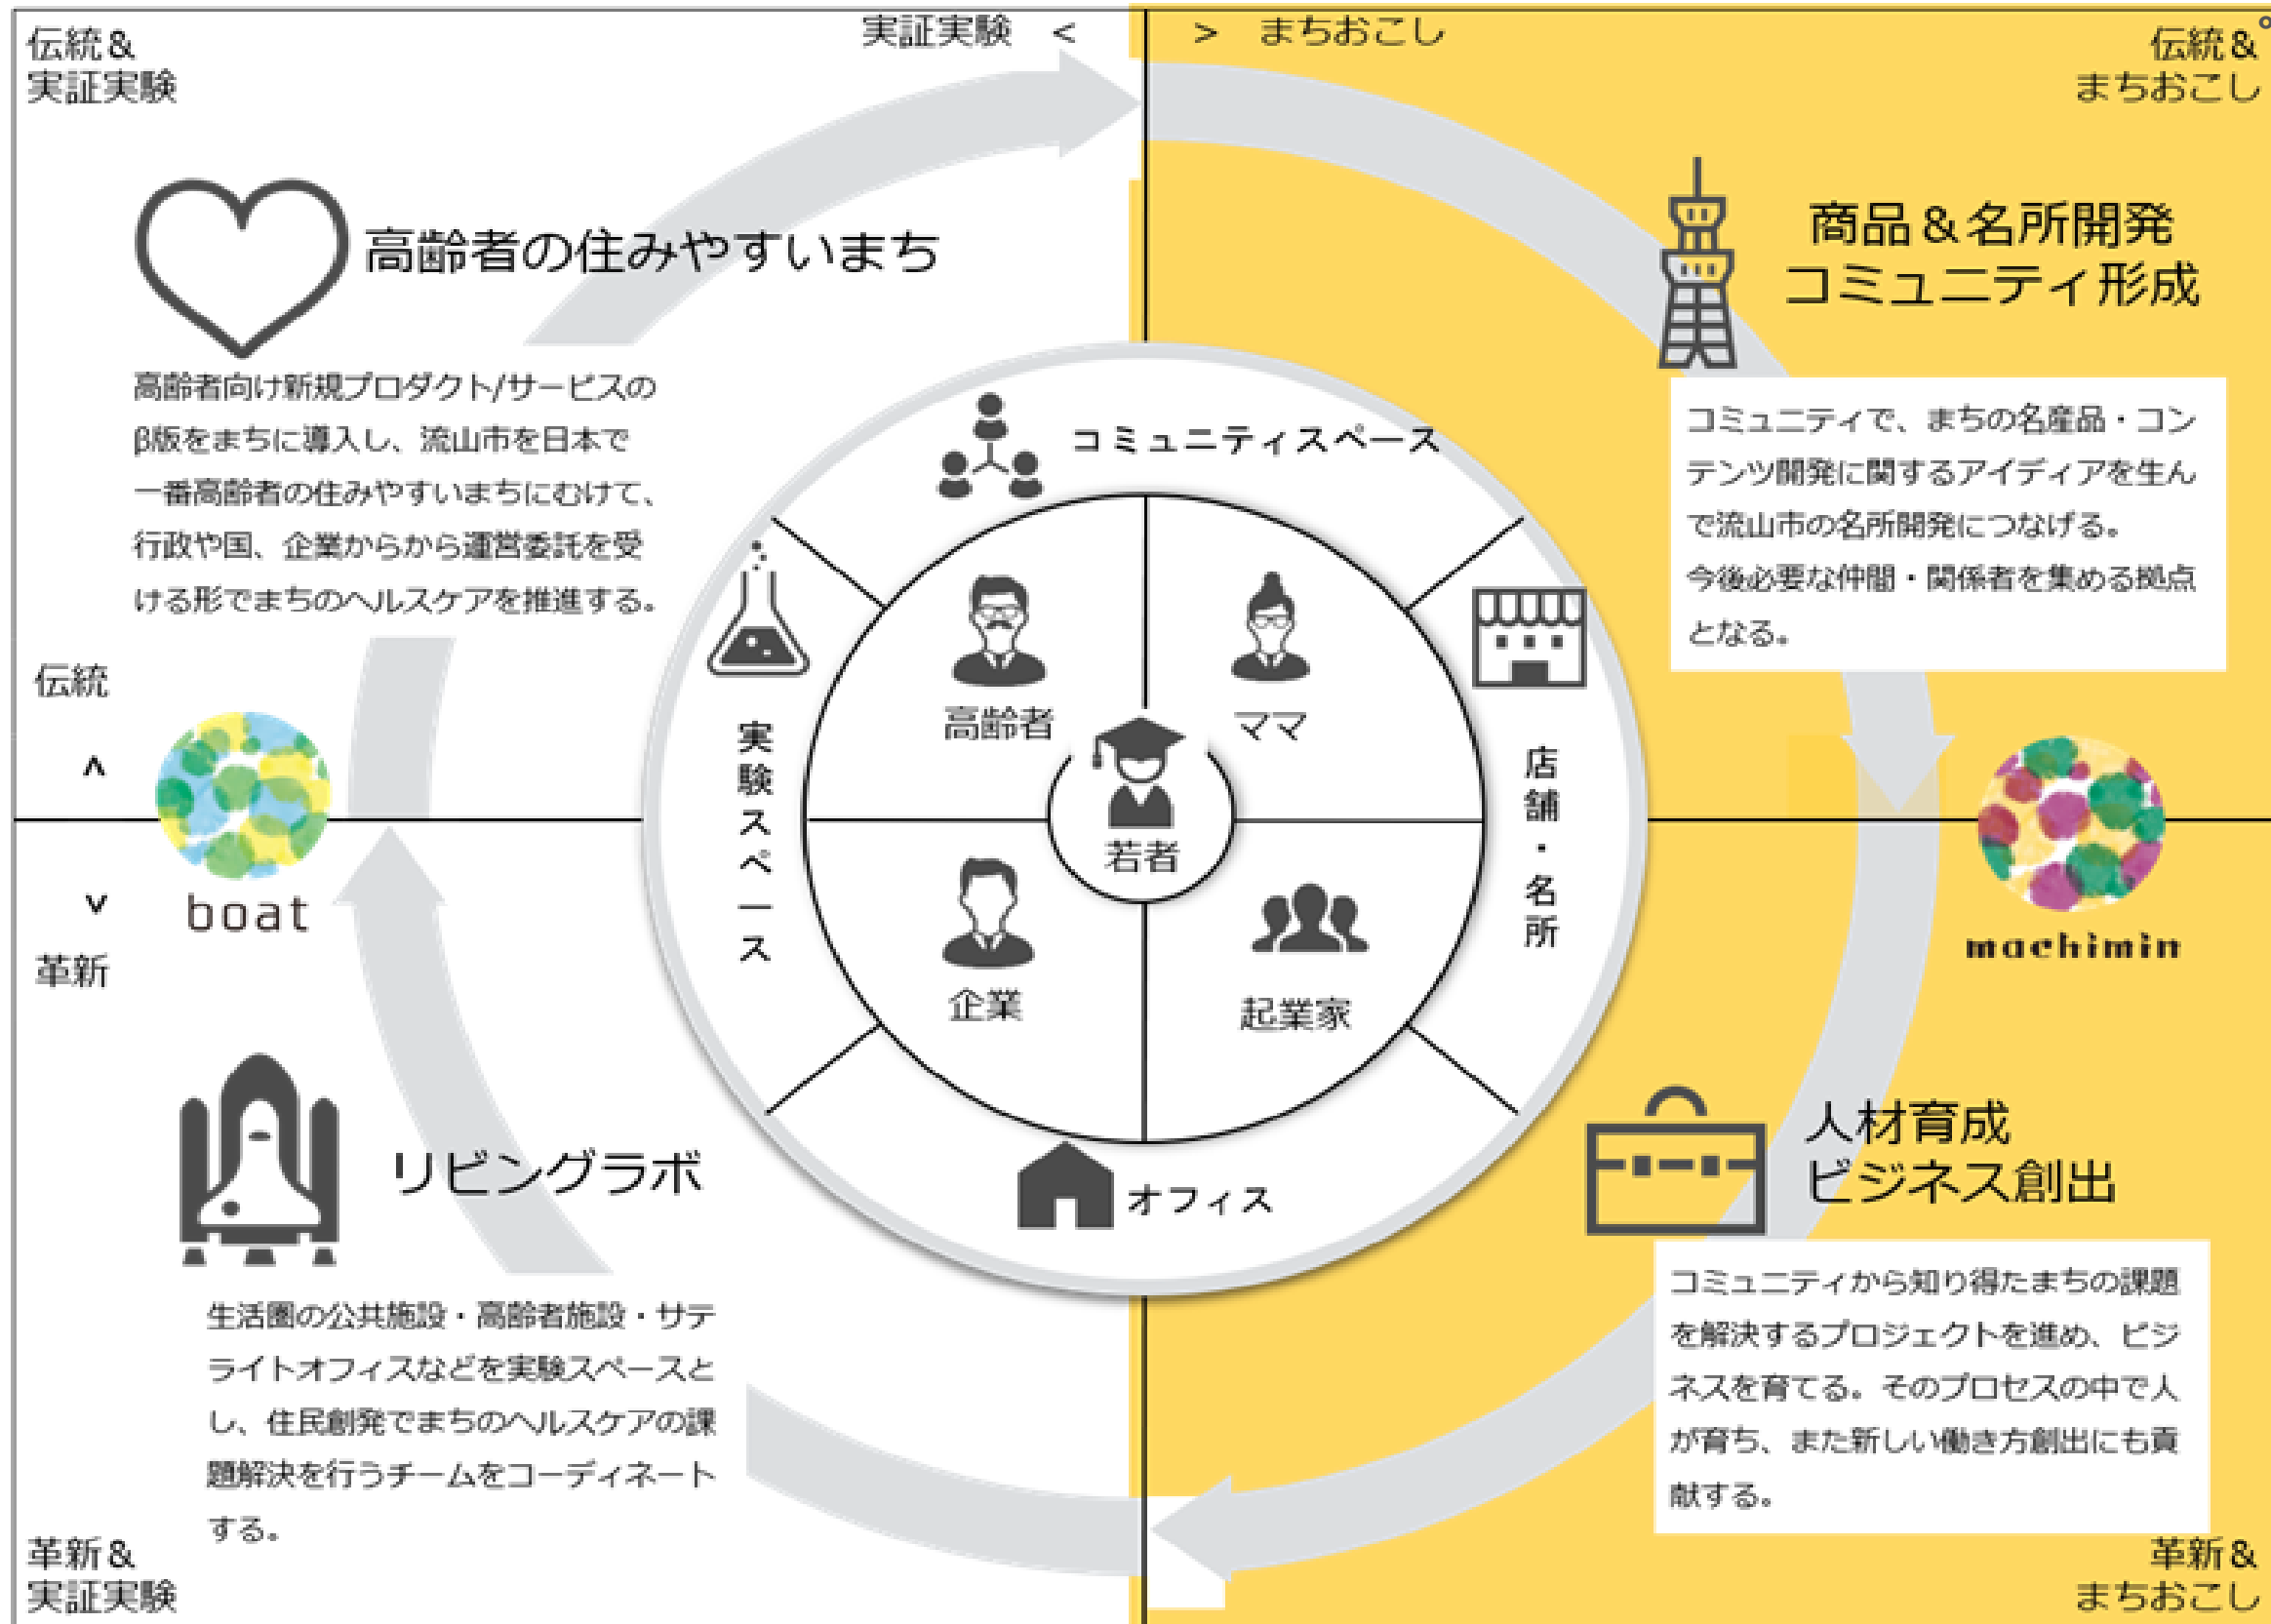 伝統&
実証実験
実証実験 <
> まちおこし
伝統&
まちおこし
高齢者の住みやすいまち
高齢者向け新規プロダクト/サービスの
β版をまちに導入し、流山市を日本で
一番高齢者の住みやすいまちにむけて、
行政や国、企業からから運営委託を受
ける形でまちのヘルスケアを推進する。
商品&名所開発
コミュニティ形成
コミュニティで、まちの名産品・コン
テンツ開発に関するアイディアを生ん
で流山市の名所開発につなげる。
今後必要な仲間・関係者を集める拠点
となる。
コミュニティスペース
実験スペース
店舗・名所
オフィス
高齢者
ママ
若者
企業
起業家
伝統
<
boat
>
革新
machimin
リビングラボ
生活圏の公共施設・高齢者施設・サテ
ライトオフィスなどを実験スペースと
し、住民創発でまちのヘルスケアの課
題解決を行うチームをコーディネート
する。
人材育成
ビジネス創出
コミュニティから知り得たまちの課題
を解決するプロジェクトを進め、ビジ
ネスを育てる。そのプロセスの中で人
が育ち、また新しい働き方創出にも貢
献する。
革新&
実証実験
革新&
まちおこし